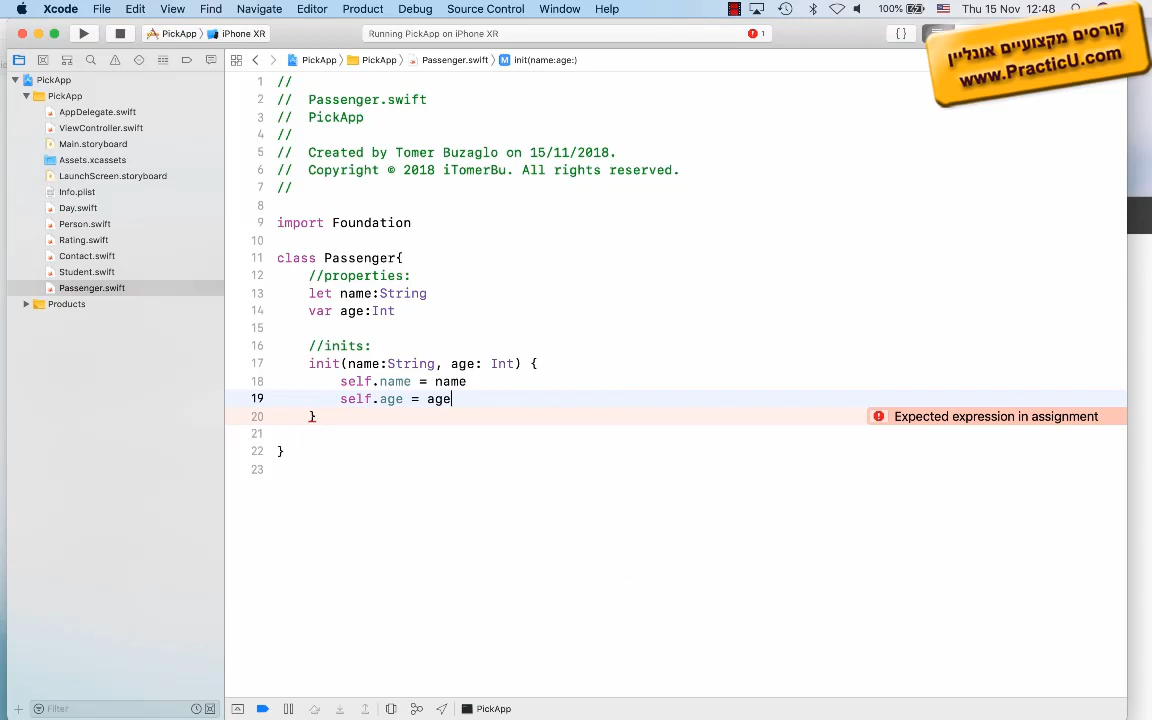 Xcode File Edit View Find Navigate Editor Product Debug Source Control Window Help 100% Thu 15 Nov 12:48
קורסים מקצועיים אונליין
www.PracticU.com
PickApp iPhone XR Running PickApp on iPhone XR 1 { }
PickApp PickApp Passenger.swift M init(name:age:)
PickApp
PickApp
AppDelegate.swift
ViewController.swift
Main.storyboard
Assets.xcassets
LaunchScreen.storyboard
Info.plist
Day.swift
Person.swift
Rating.swift
Contact.swift
Student.swift
Passenger.swift
Products
1 //
2 // Passenger.swift
3 // PickApp
4 //
5 // Created by Tomer Buzaglo on 15/11/2018.
6 // Copyright © 2018 iTomerBu. All rights reserved.
7 //
8
9 import Foundation
10
11 class Passenger{
12 //properties:
13 let name:String
14 var age:Int
15
16 //inits:
17 init(name:String, age: Int) {
18 self.name = name
19 self.age = age
20 } Expected expression in assignment
21
22 }
23
Filter
PickApp